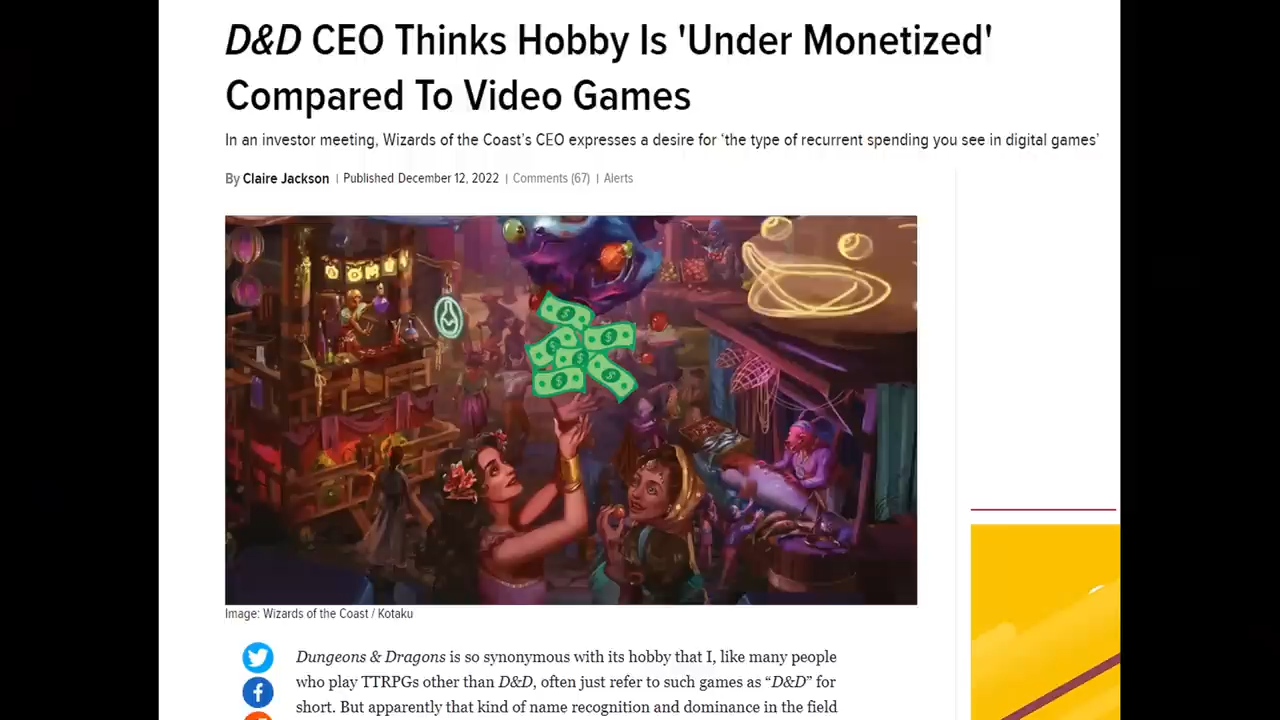 D&D CEO Thinks Hobby Is 'Under Monetized'
Compared To Video Games
In an investor meeting, Wizards of the Coast's CEO expresses a desire for ‘the type of recurrent spending you see in digital games’
By Claire Jackson | Published December 12, 2022 | Comments (67) | Alerts
Image: Wizards of the Coast / Kotaku
Dungeons & Dragons is so synonymous with its hobby that I, like many people
who play TTRPGs other than D&D, often just refer to such games as “D&D” for
short. But apparently that kind of name recognition and dominance in the field